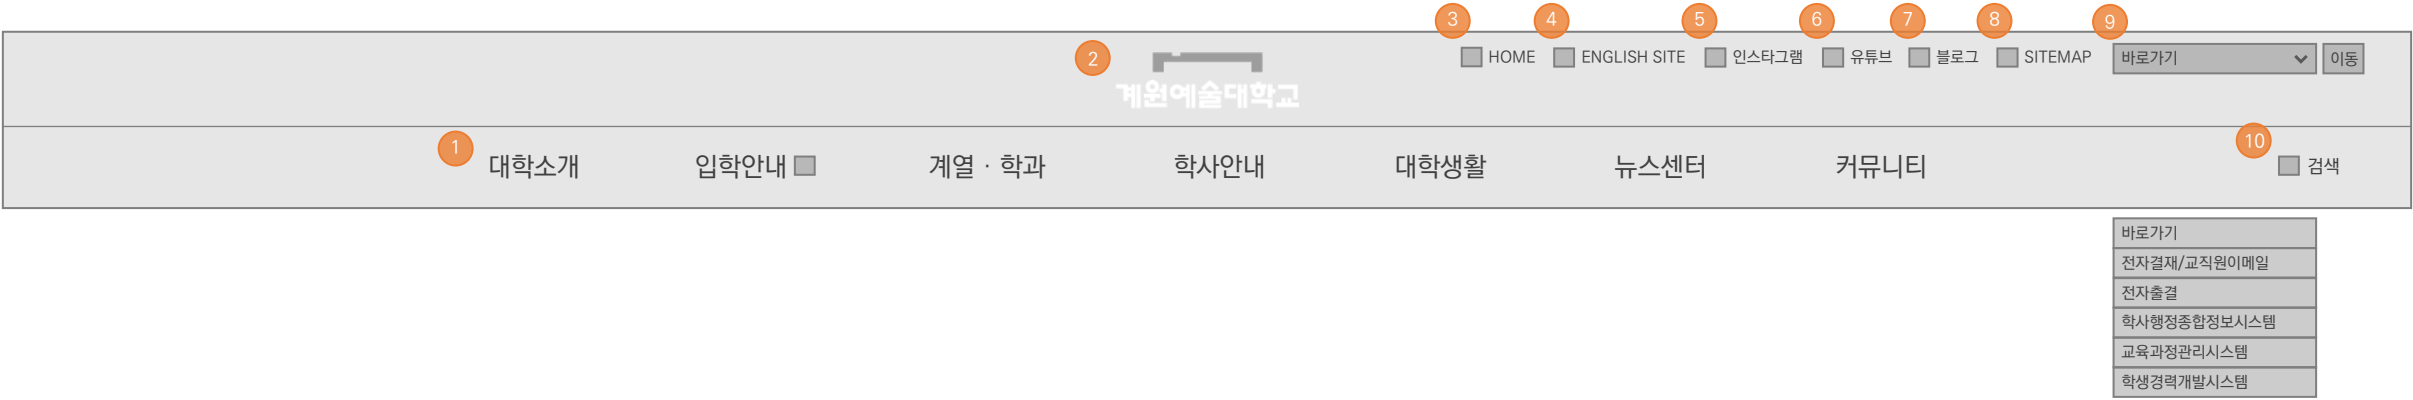 3 4 5 6 7 8 9
2 HOME ENGLISH SITE 인스타그램 유튜브 블로그 SITEMAP 바로가기 이동
계원예술대학교
1 대학소개 입학안내 계열 · 학과 학사안내 대학생활 뉴스센터 커뮤니티 10 검색
바로가기
전자결재/교직원이메일
전자출결
학사행정종합정보시스템
교육과정관리시스템
학생경력개발시스템